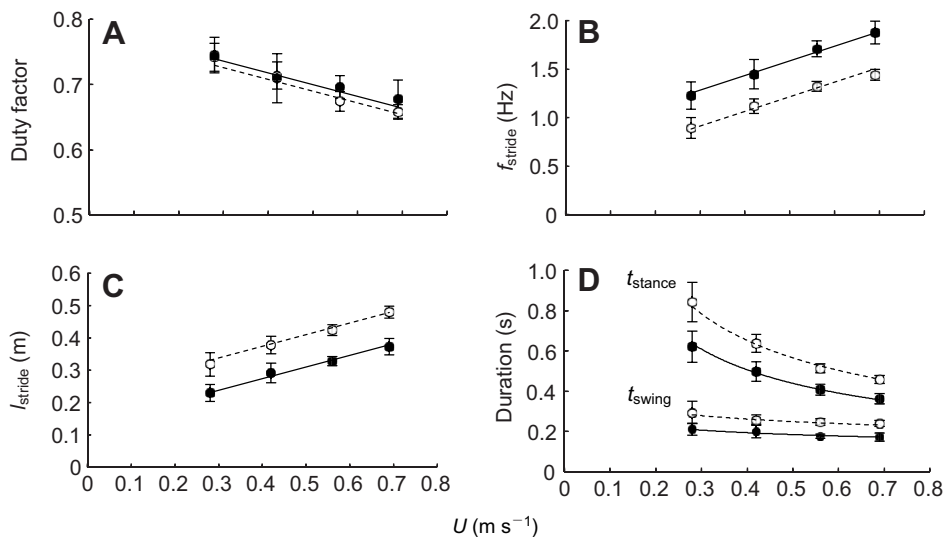 A
0.8
0.7
0.6
0.5
Duty factor
B
2.0
1.5
1.0
0.5
0
fstride (Hz)
C
0.6
0.5
0.4
0.3
0.2
0.1
0
lstride (m)
0 0.1 0.2 0.3 0.4 0.5 0.6 0.7 0.8
D
1.0
0.8
0.6
0.4
0.2
0
Duration (s)
tstance
tswing
0 0.1 0.2 0.3 0.4 0.5 0.6 0.7 0.8
U (m s−1)